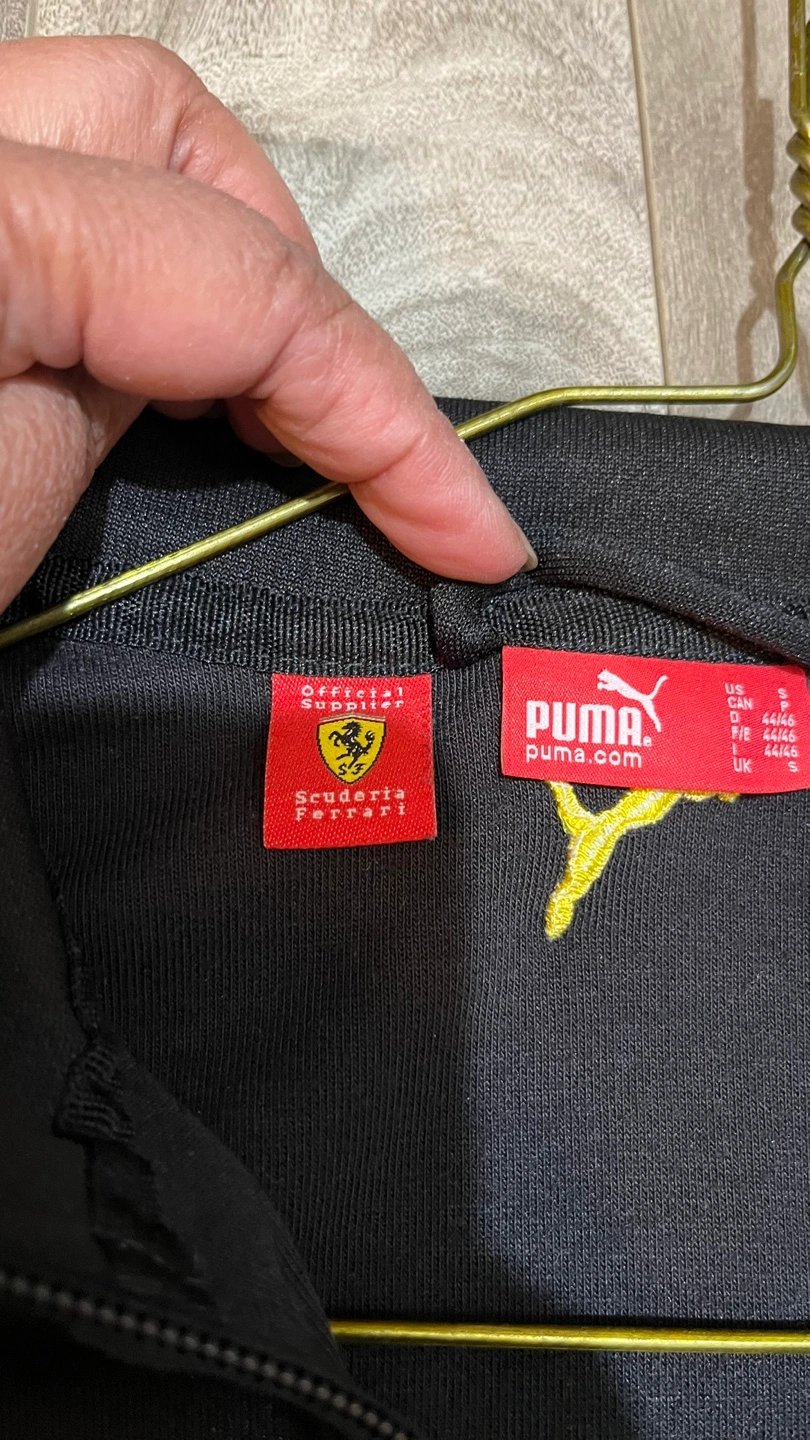 Official
Supplier
S F
Scuderia
Ferrari
PUMA®
puma.com
US S
CAN P
D 44/46
F/E 44/46
I 44/46
UK S